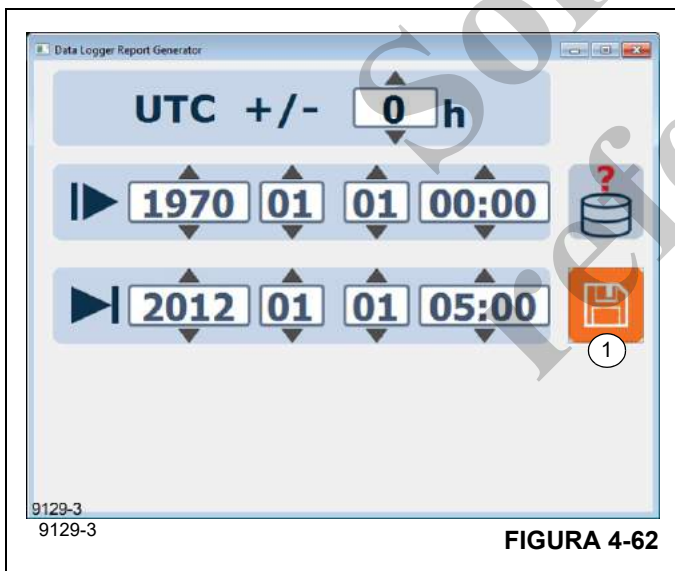 Data Logger Report Generator
UTC +/- 0 h
1970 01 01 00:00
?
2012 01 01 05:00
1
9129-3
9129-3
FIGURA 4-62